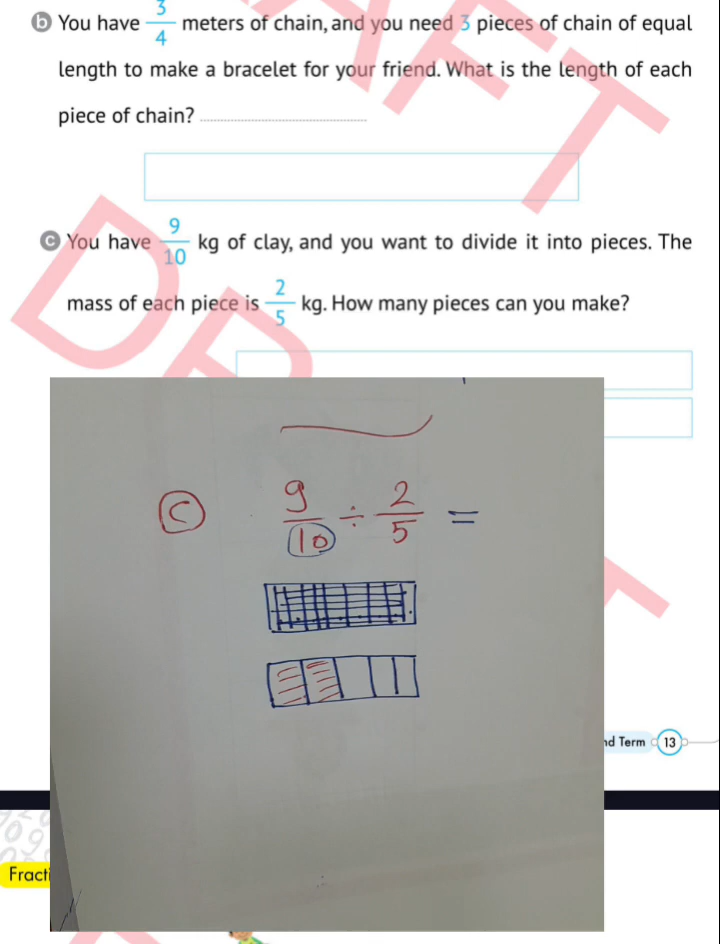 b You have 3/4 meters of chain, and you need 3 pieces of chain of equal
length to make a bracelet for your friend. What is the length of each
piece of chain?
c You have 9/10 kg of clay, and you want to divide it into pieces. The
mass of each piece is 2/5 kg. How many pieces can you make?
DRAFT
C 9/10 ÷ 2/5 =
nd Term 13
Fracti